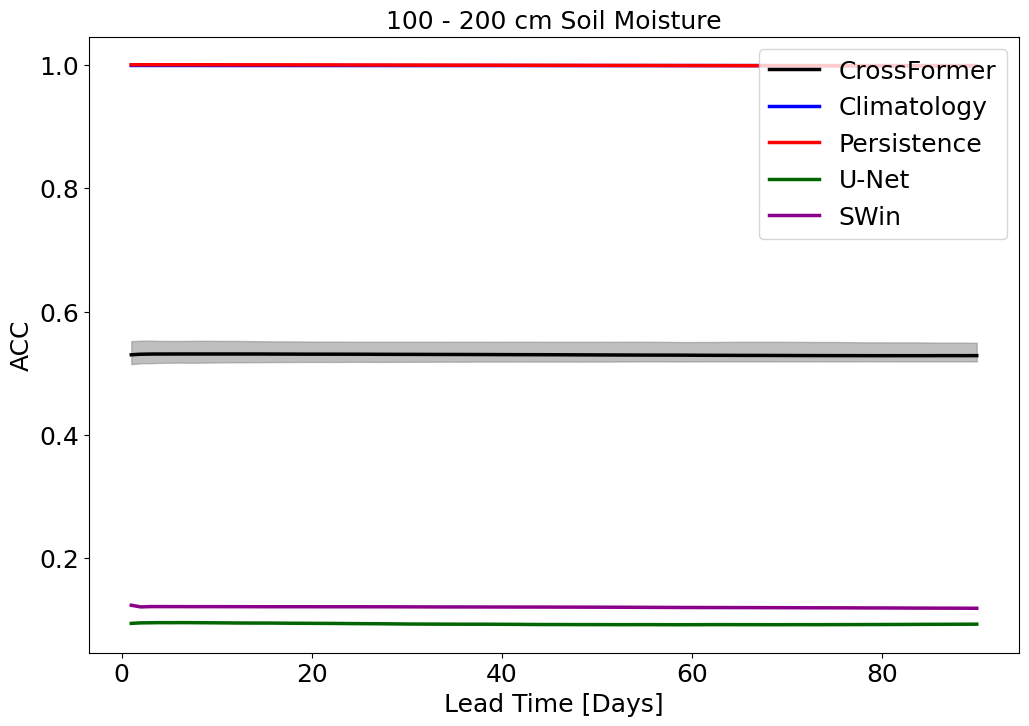 100 - 200 cm Soil Moisture
1.0
0.8
0.6
0.4
0.2
ACC
CrossFormer
Climatology
Persistence
U-Net
SWin
0
20
40
60
80
Lead Time [Days]